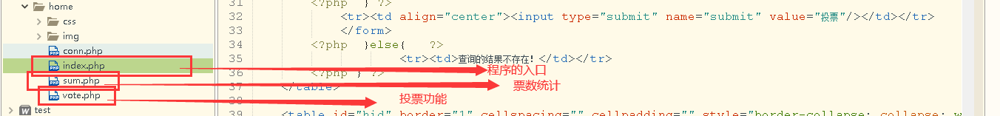 home
css
img
conn.php
index.php
sum.php
vote.php
test
31 <?php } ?>
32 <tr><td align="center"><input type="submit" name="submit" value="投票"/></td></tr>
33 </form>
34 <?php }else{ ?>
35 <tr><td>查询的结果不存在！</td></tr>
36 <?php } ?>
37 </table>
38
39 <table id="hid" border="1" cellspacing="" cellpadding="" style="border-collapse: collapse; w
程序的入口
票数统计
投票功能